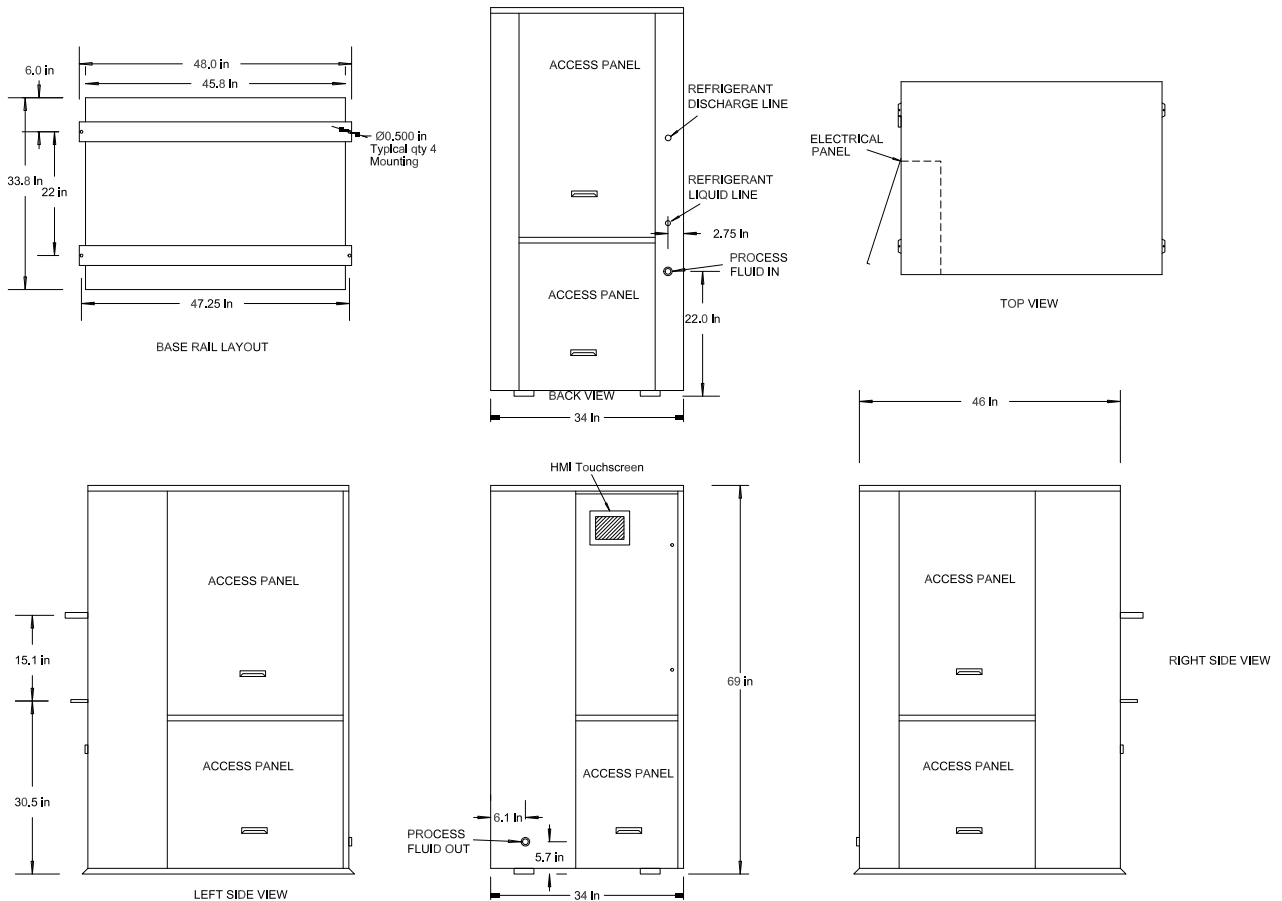 6.0 in
48.0 in
45.8 In
Ø0.500 in
Typical qty 4
Mounting
33.8 In
22 in
47.25 In
BASE RAIL LAYOUT
ACCESS PANEL
REFRIGERANT
DISCHARGE LINE
REFRIGERANT
LIQUID LINE
2.75 In
PROCESS
FLUID IN
ACCESS PANEL
22.0 In
BACK VIEW
34 In
ELECTRICAL
PANEL
TOP VIEW
46 In
ACCESS PANEL
15.1 in
ACCESS PANEL
30.5 in
LEFT SIDE VIEW
HMI Touchscreen
69 in
ACCESS PANEL
6.1 In
PROCESS
FLUID OUT
5.7 in
34 In
ACCESS PANEL
RIGHT SIDE VIEW
ACCESS PANEL